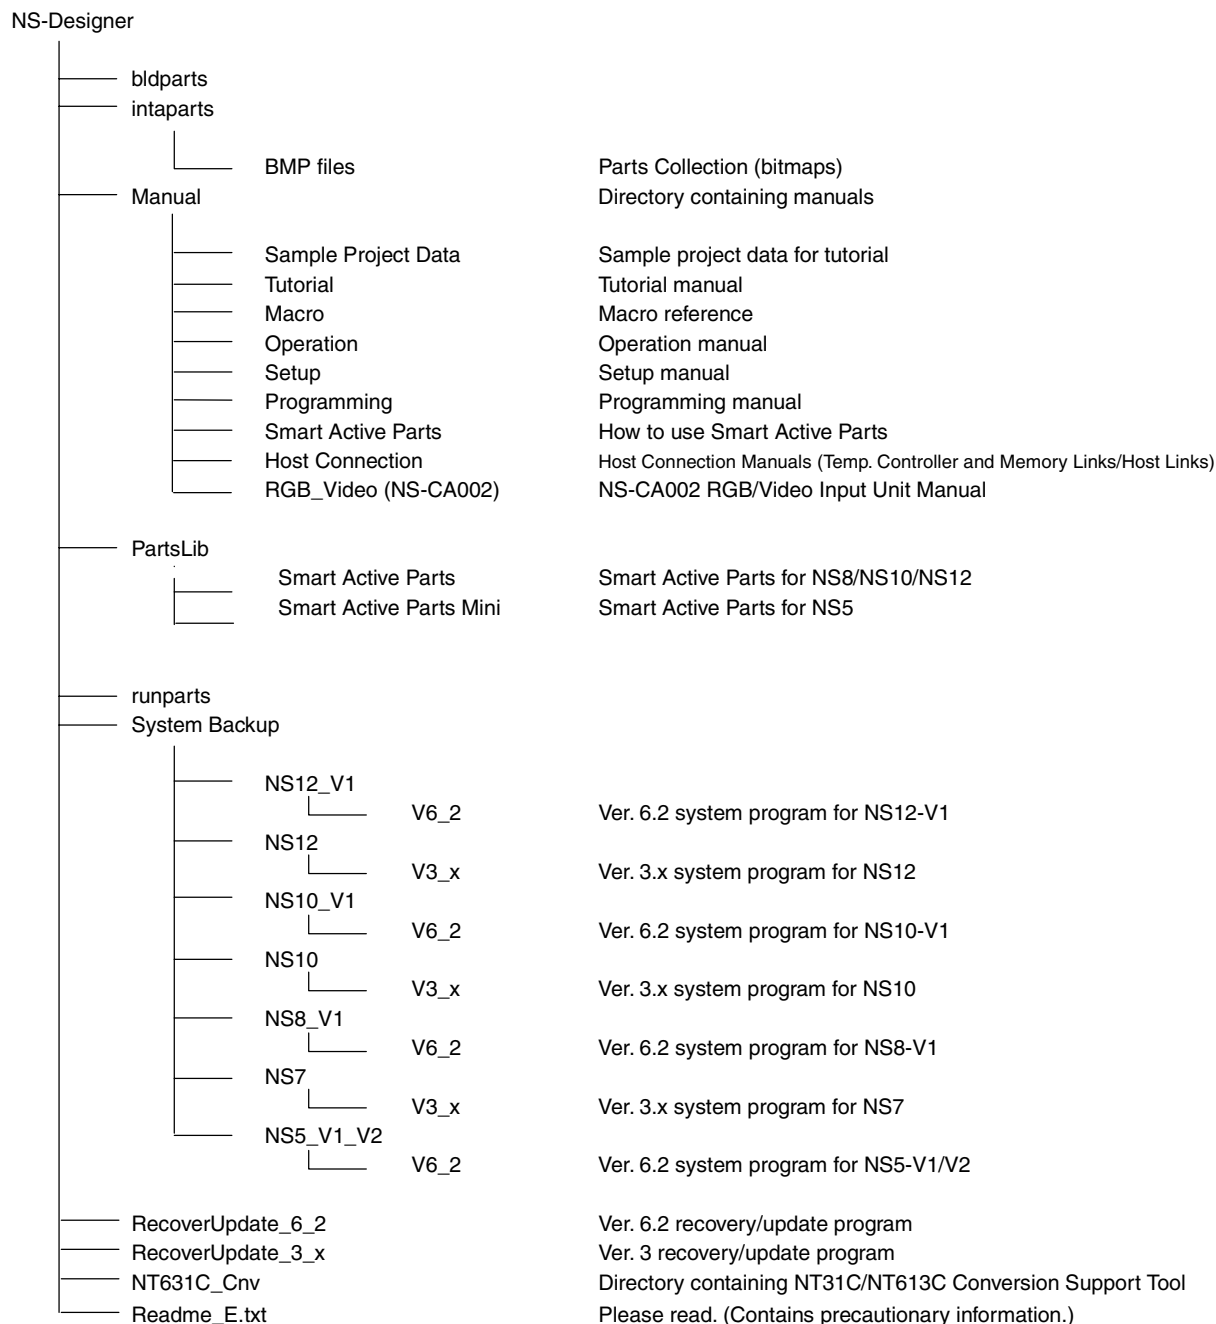 NS-Designer
bldparts
intaparts
BMP files Parts Collection (bitmaps)
Manual Directory containing manuals
Sample Project Data Sample project data for tutorial
Tutorial Tutorial manual
Macro Macro reference
Operation Operation manual
Setup Setup manual
Programming Programming manual
Smart Active Parts How to use Smart Active Parts
Host Connection Host Connection Manuals (Temp. Controller and Memory Links/Host Links)
RGB_Video (NS-CA002) NS-CA002 RGB/Video Input Unit Manual
PartsLib
Smart Active Parts Smart Active Parts for NS8/NS10/NS12
Smart Active Parts Mini Smart Active Parts for NS5
runparts
System Backup
NS12_V1
V6_2 Ver. 6.2 system program for NS12-V1
NS12
V3_x Ver. 3.x system program for NS12
NS10_V1
V6_2 Ver. 6.2 system program for NS10-V1
NS10
V3_x Ver. 3.x system program for NS10
NS8_V1
V6_2 Ver. 6.2 system program for NS8-V1
NS7
V3_x Ver. 3.x system program for NS7
NS5_V1_V2
V6_2 Ver. 6.2 system program for NS5-V1/V2
RecoverUpdate_6_2 Ver. 6.2 recovery/update program
RecoverUpdate_3_x Ver. 3 recovery/update program
NT631C_Cnv Directory containing NT31C/NT613C Conversion Support Tool
Readme_E.txt Please read. (Contains precautionary information.)